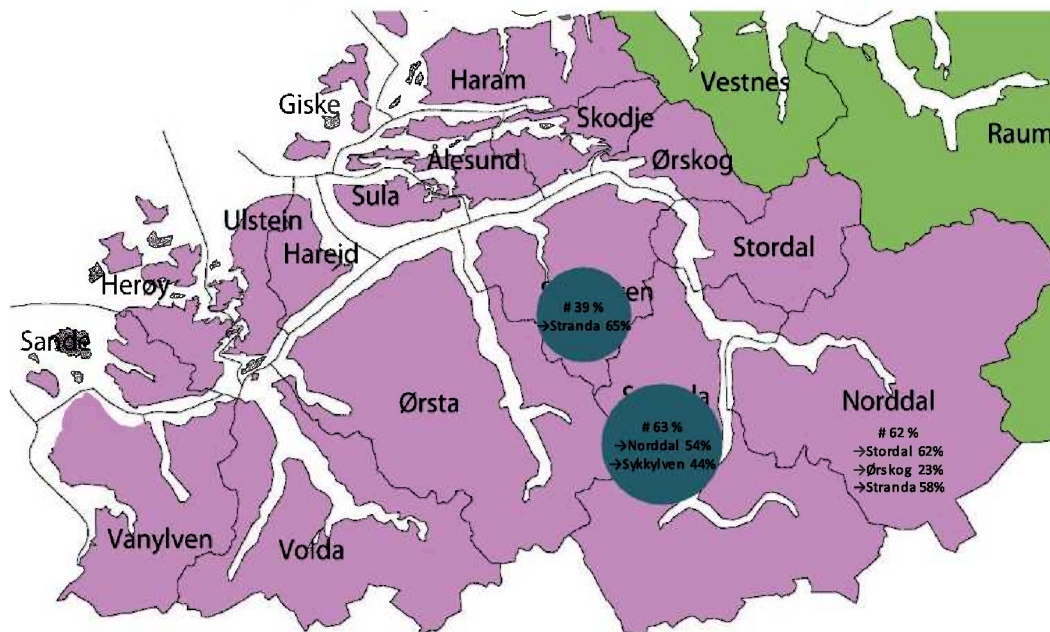 Haram
Vestnes
Giske
Skodje
Raum
Ålesund
Ørskog
Sula
Ulstein
Stordal
Hareid
Herøy
# 39 %
→Stranda 65%
Sande
Ørsta
Norddal
# 63 %
→Norddal 54%
→Sykkylven 44%
# 62 %
→Stordal 62%
→Ørskog 23%
→Stranda 58%
Vanylven
Volda